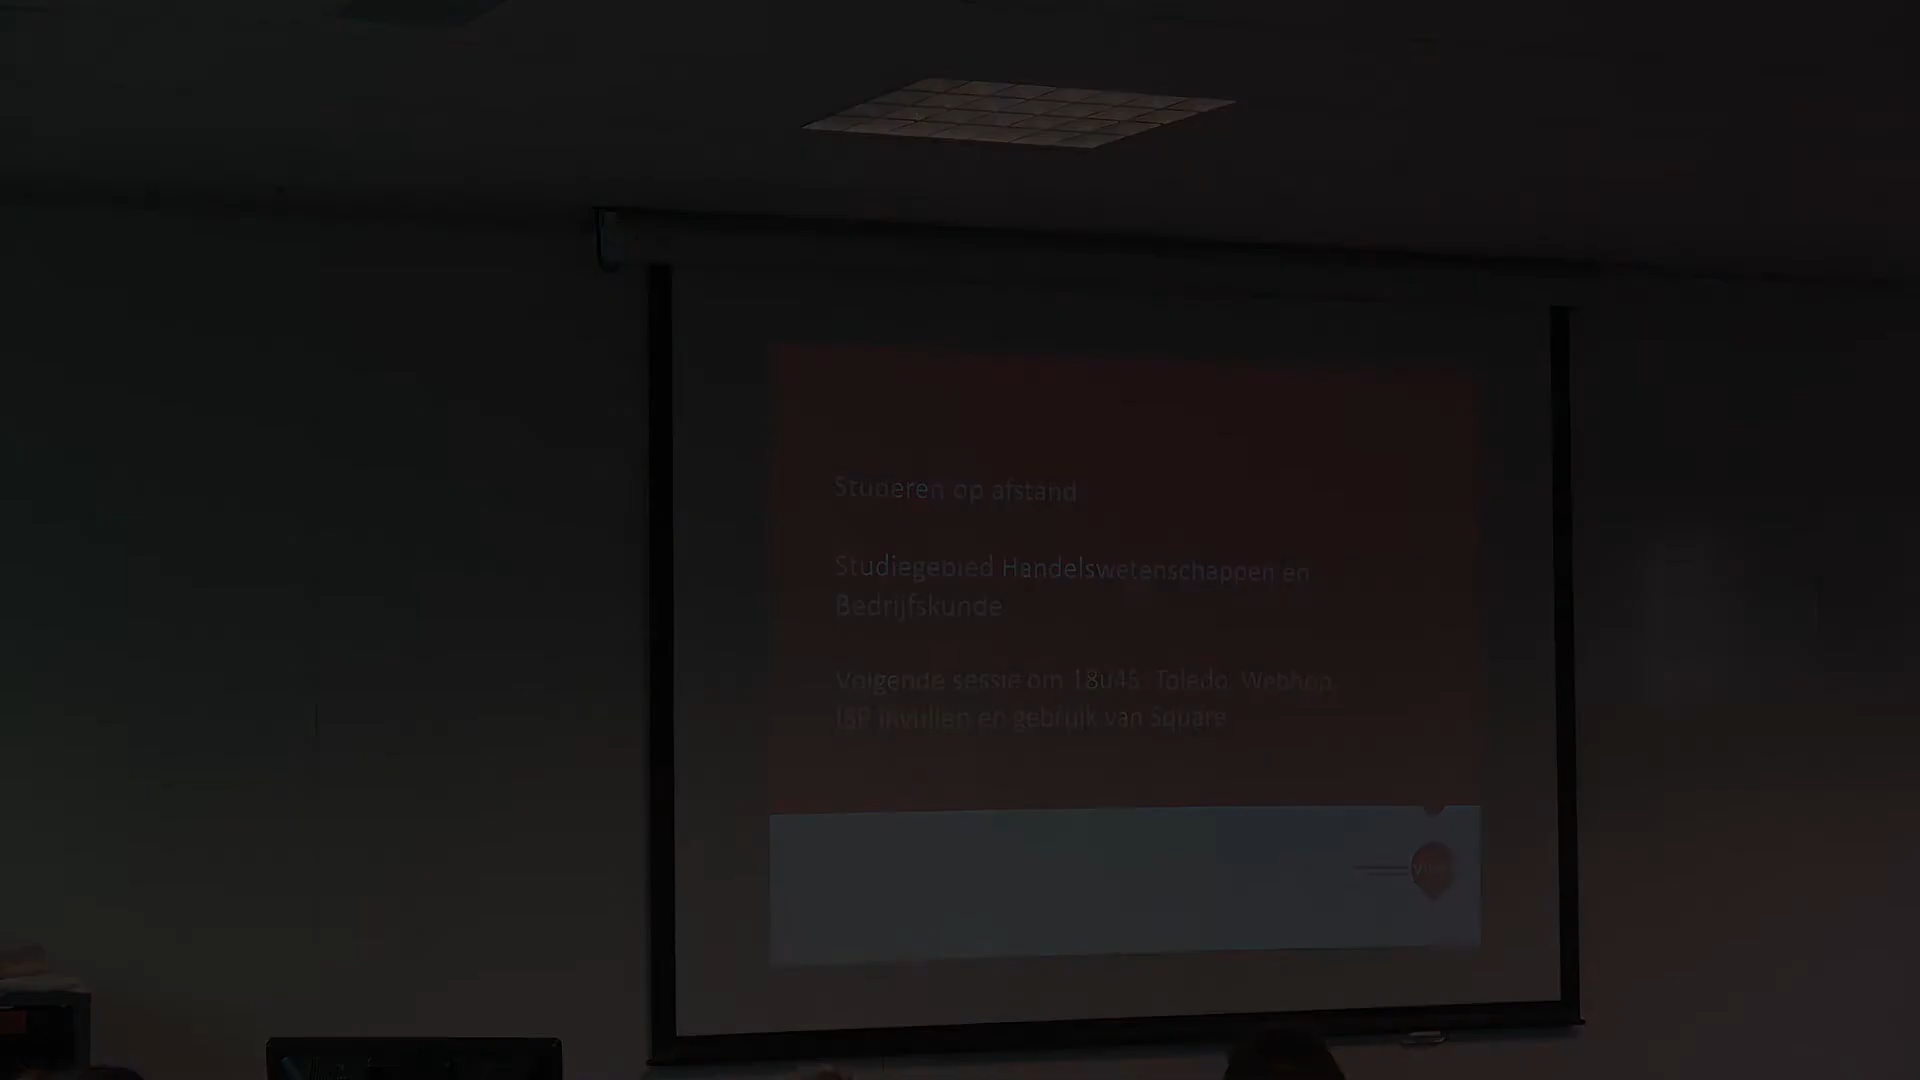 Studeren op afstand
Studiegebied Handelswetenschappen en
Bedrijfskunde
Volgende sessie om 18u45 Toledo Webhop
ISP invullen en gebruik van Square